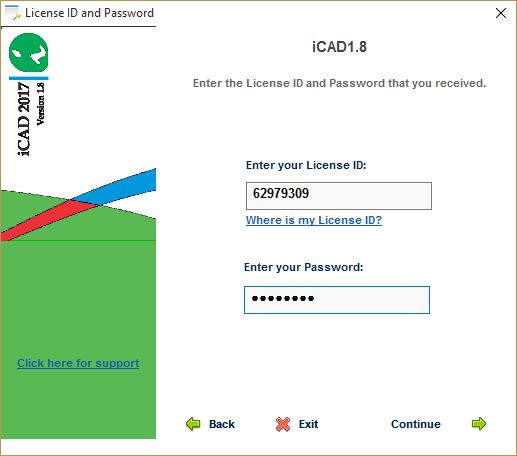 License ID and Password
iCAD 2017
Version 1.8
iCAD1.8
Enter the License ID and Password that you received.
Enter your License ID:
62979309
Where is my License ID?
Enter your Password:
••••••••
Click here for support
Back
Exit
Continue